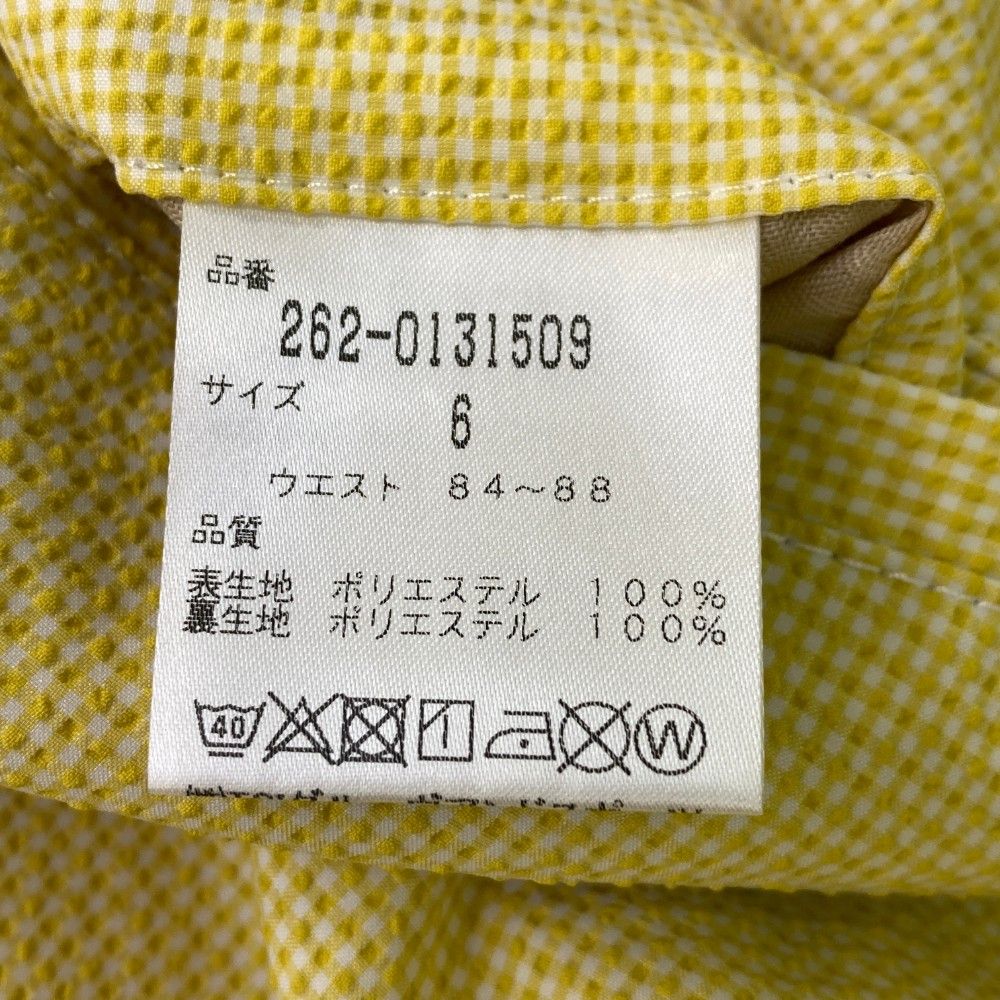 品番
262-0131509
サイズ
6
ウエスト 84～88
品質
表生地 ポリエステル 100%
裏生地 ポリエステル 100%
40 W